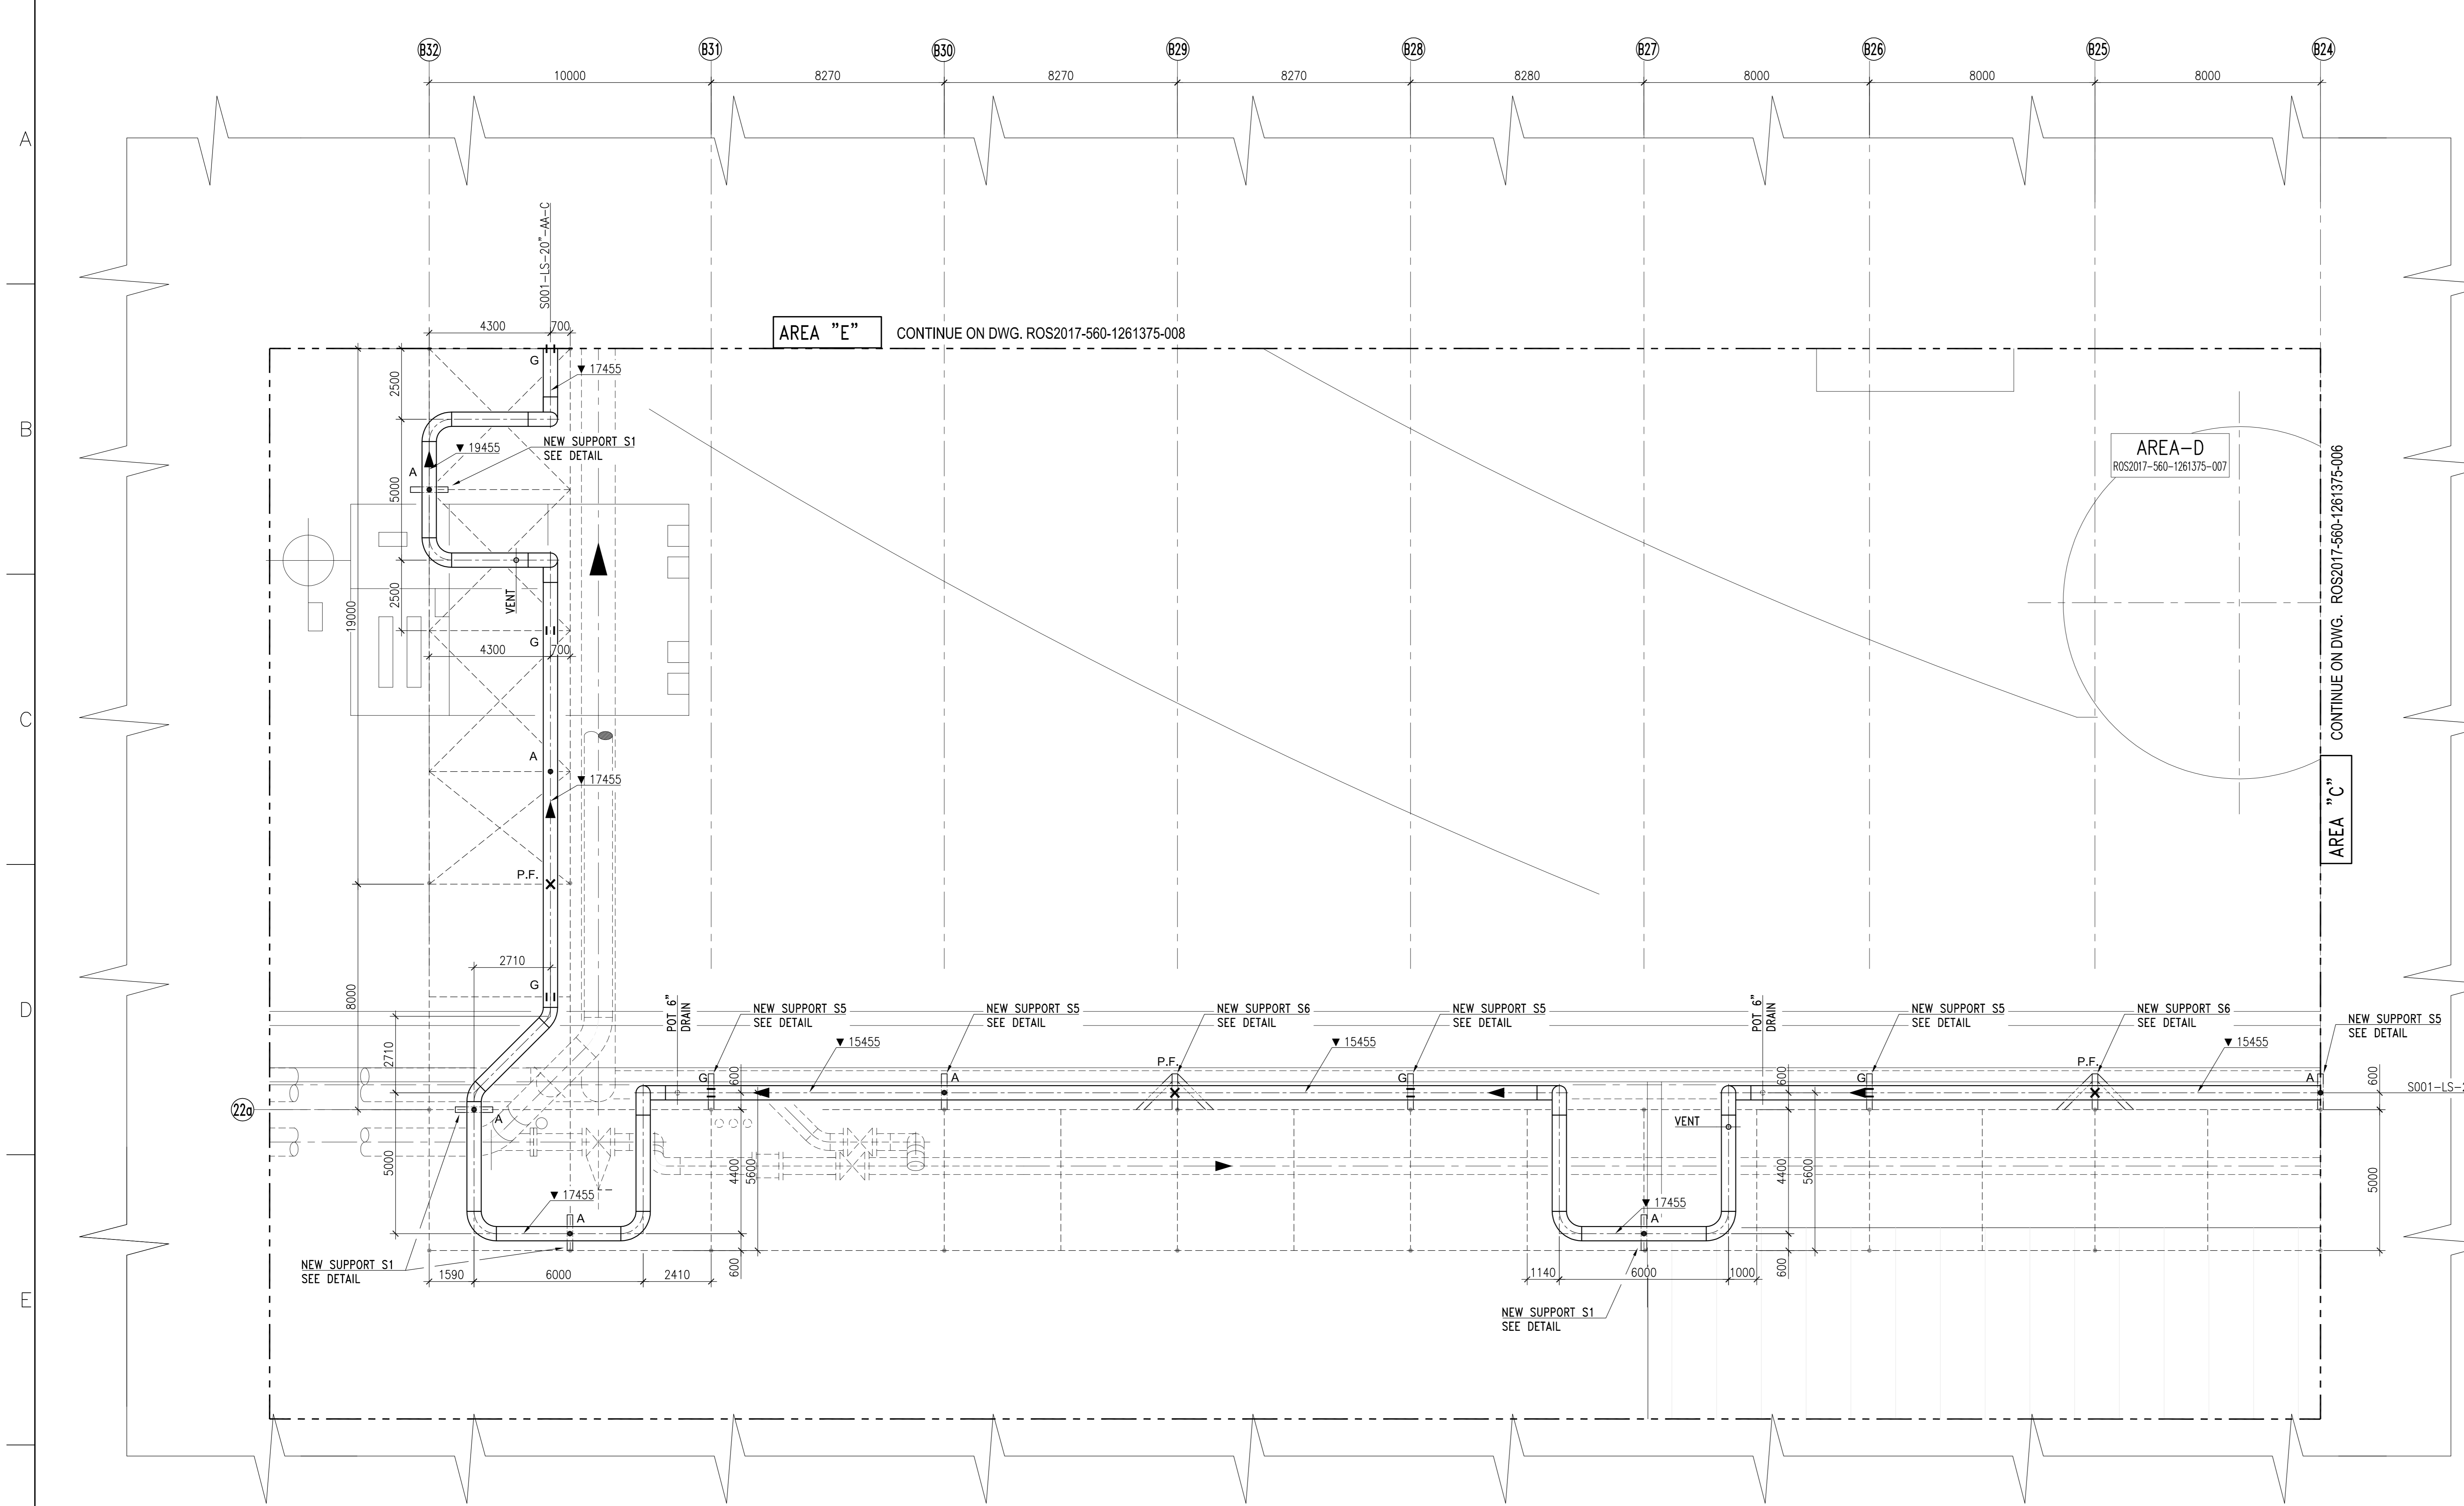 B32
B31
B30
B29
B28
B27
B26
B25
B24
10000
8270
8270
8270
8280
8000
8000
8000
A
B
C
D
E
S001-LS-20"-AA-C
4300
700
AREA "E"
CONTINUE ON DWG. ROS2017-560-1261375-008
G
17455
2500
19455
NEW SUPPORT S1
SEE DETAIL
A
5000
AREA-D
ROS2017-560-1261375-007
CONTINUE ON DWG. ROS2017-560-1261375-006
AREA "C"
2500
VENT
19000
G
4300
700
A
17455
P.F.
2710
G
8000
2710
POT 6"
DRAIN
NEW SUPPORT S5
SEE DETAIL
NEW SUPPORT S5
SEE DETAIL
NEW SUPPORT S6
SEE DETAIL
NEW SUPPORT S5
SEE DETAIL
POT 6"
DRAIN
NEW SUPPORT S5
SEE DETAIL
NEW SUPPORT S6
SEE DETAIL
NEW SUPPORT S5
SEE DETAIL
15455
15455
15455
G
600
A
P.F.
G
600
G
P.F.
A
600
S001-LS-2
22a
A
VENT
5000
4400
5600
4400
5600
5000
17455
A
17455
A
NEW SUPPORT S1
SEE DETAIL
1590
6000
2410
600
1140
6000
1000
600
NEW SUPPORT S1
SEE DETAIL